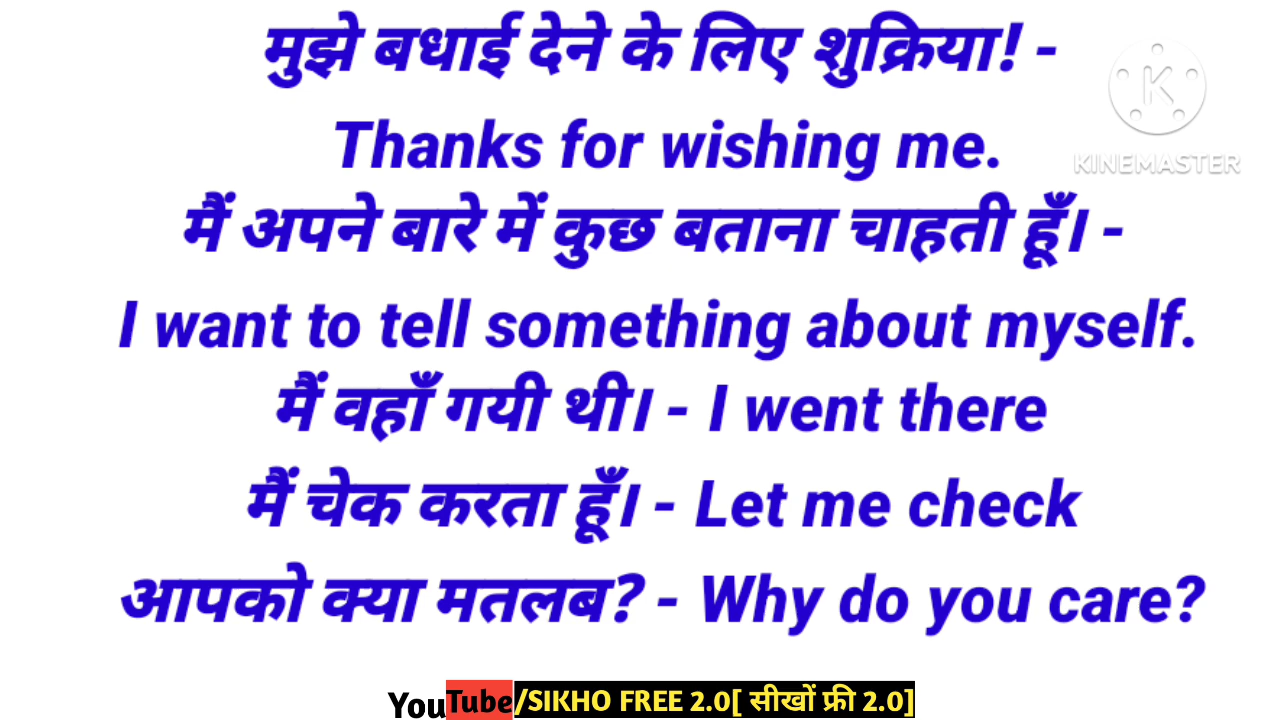 मुझे बधाई देने के लिए शुक्रिया! -
Thanks for wishing me.
KINEMASTER
मैं अपने बारे में कुछ बताना चाहती हूँ। -
I want to tell something about myself.
मैं वहाँ गयी थी। - I went there
मैं चेक करता हूँ। - Let me check
आपको क्या मतलब? - Why do you care?
YouTube/SIKHO FREE 2.0[ सीखों फ्री 2.0]